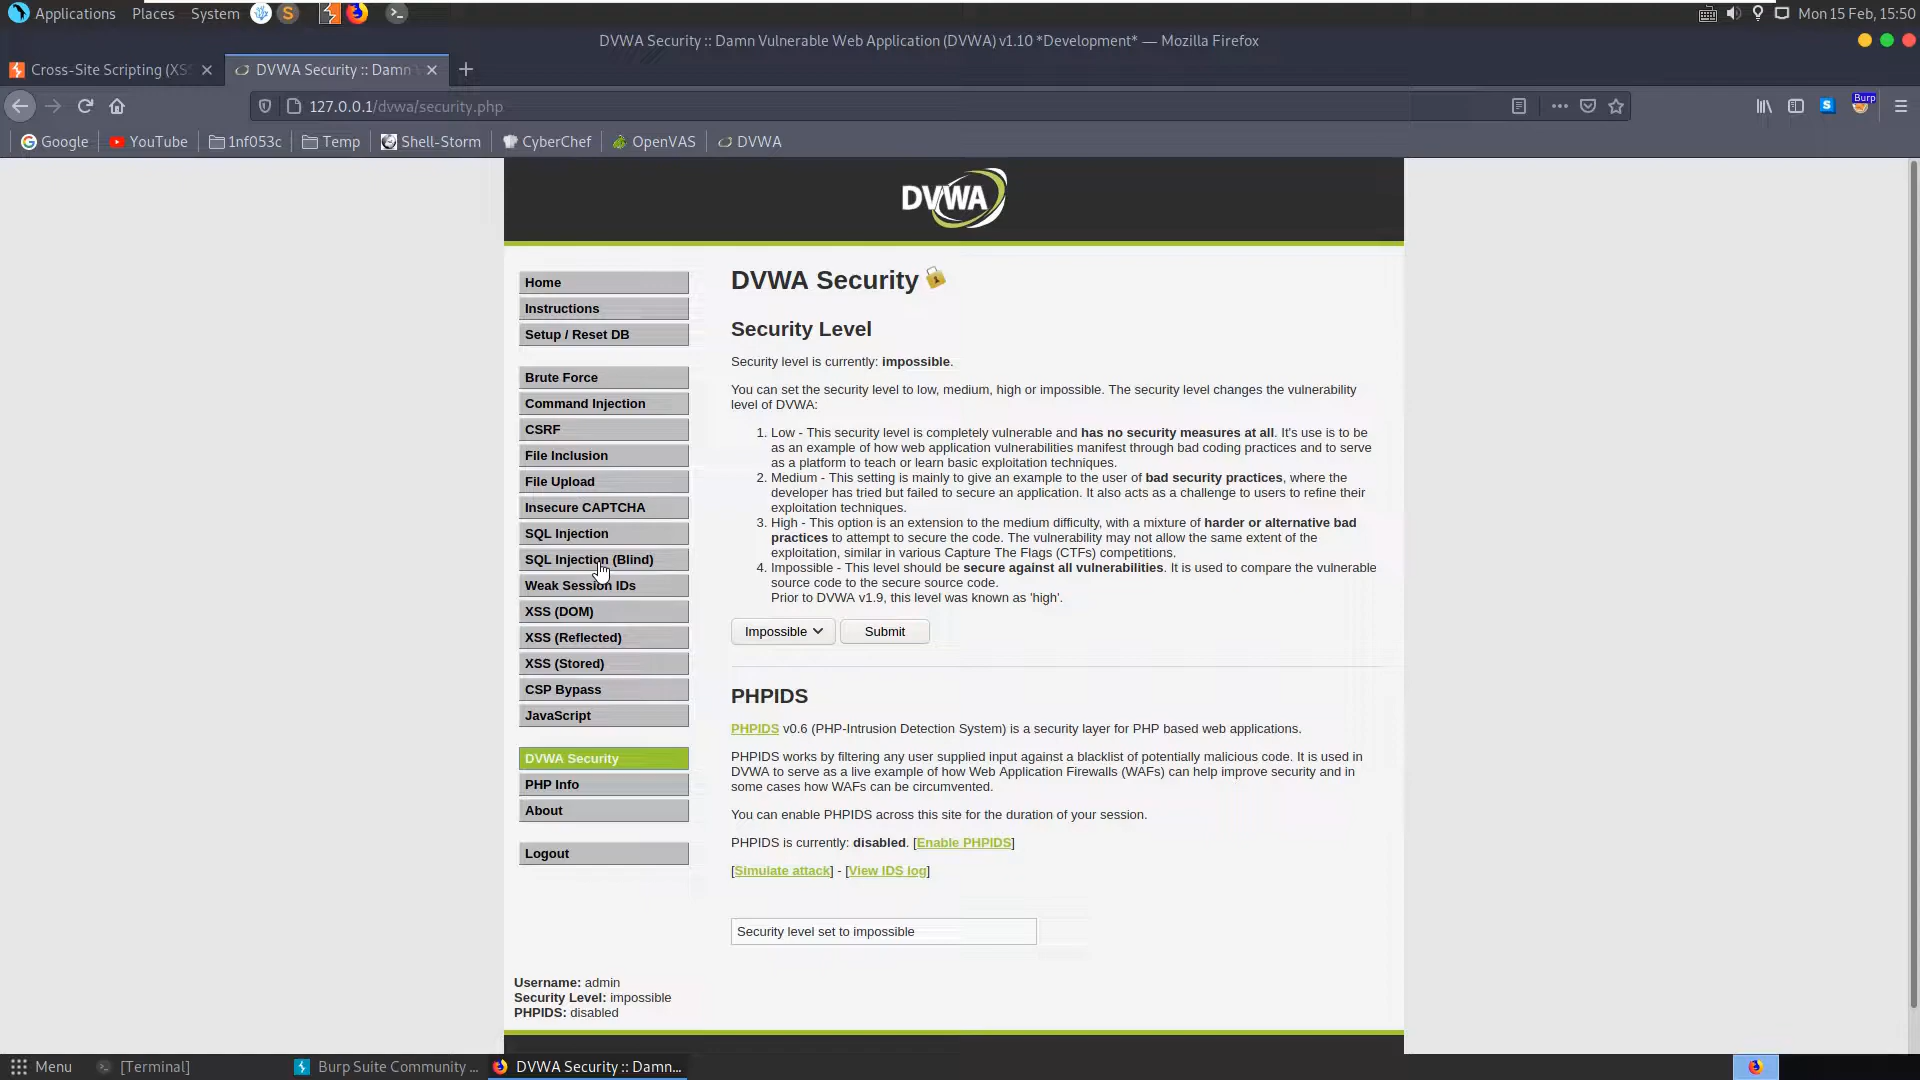 Applications Places System Mon 15 Feb, 15:50
DVWA Security :: Damn Vulnerable Web Application (DVWA) v1.10 *Development* — Mozilla Firefox
Cross-Site Scripting (XS
DVWA Security :: Damn
127.0.0.1/dvwa/security.php
Burp
Google YouTube 1nf053c Temp Shell-Storm CyberChef OpenVAS DVWA
DVWA
Home
Instructions
Setup / Reset DB
Brute Force
Command Injection
CSRF
File Inclusion
File Upload
Insecure CAPTCHA
SQL Injection
SQL Injection (Blind)
Weak Session IDs
XSS (DOM)
XSS (Reflected)
XSS (Stored)
CSP Bypass
JavaScript
DVWA Security
PHP Info
About
Logout
DVWA Security
Security Level
Security level is currently: impossible.
You can set the security level to low, medium, high or impossible. The security level changes the vulnerability
level of DVWA:
1. Low - This security level is completely vulnerable and has no security measures at all. It's use is to be
as an example of how web application vulnerabilities manifest through bad coding practices and to serve
as a platform to teach or learn basic exploitation techniques.
2. Medium - This setting is mainly to give an example to the user of bad security practices, where the
developer has tried but failed to secure an application. It also acts as a challenge to users to refine their
exploitation techniques.
3. High - This option is an extension to the medium difficulty, with a mixture of harder or alternative bad
practices to attempt to secure the code. The vulnerability may not allow the same extent of the
exploitation, similar in various Capture The Flags (CTFs) competitions.
4. Impossible - This level should be secure against all vulnerabilities. It is used to compare the vulnerable
source code to the secure source code.
Prior to DVWA v1.9, this level was known as 'high'.
Impossible Submit
PHPIDS
PHPIDS v0.6 (PHP-Intrusion Detection System) is a security layer for PHP based web applications.
PHPIDS works by filtering any user supplied input against a blacklist of potentially malicious code. It is used in
DVWA to serve as a live example of how Web Application Firewalls (WAFs) can help improve security and in
some cases how WAFs can be circumvented.
You can enable PHPIDS across this site for the duration of your session.
PHPIDS is currently: disabled. [Enable PHPIDS]
[Simulate attack] - [View IDS log]
Security level set to impossible
Username: admin
Security Level: impossible
PHPIDS: disabled
Menu [Terminal] Burp Suite Community ... DVWA Security :: Damn...